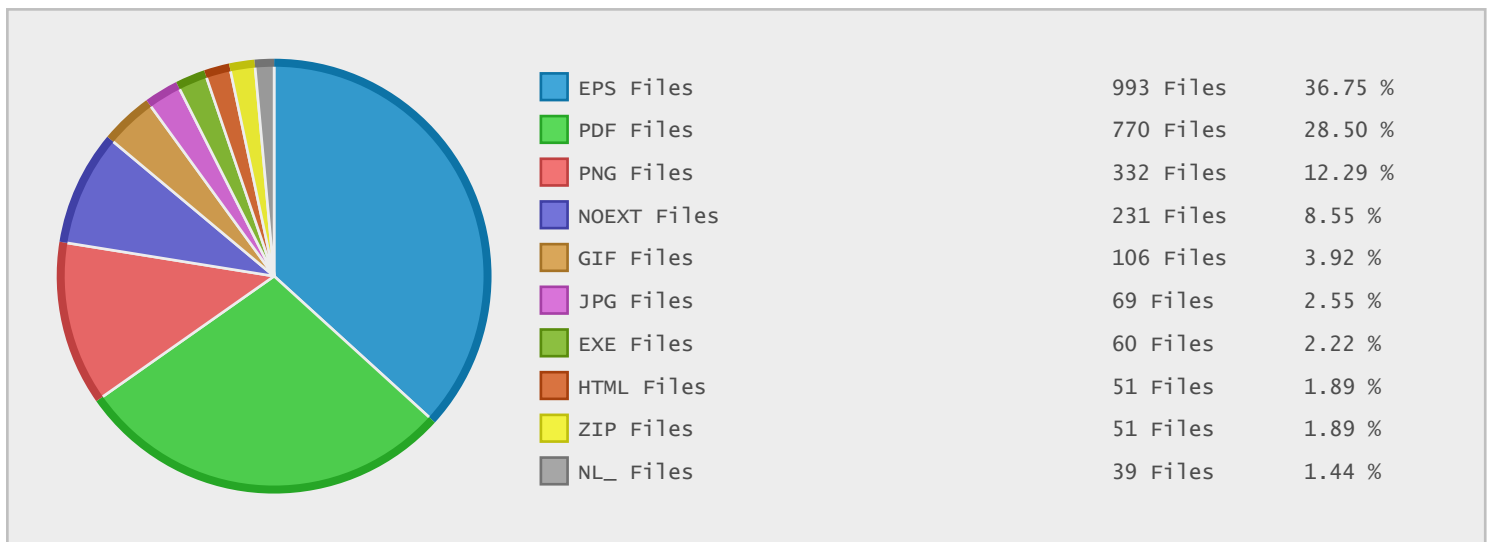 EPS Files 993 Files 36.75 %
PDF Files 770 Files 28.50 %
PNG Files 332 Files 12.29 %
NOEXT Files 231 Files 8.55 %
GIF Files 106 Files 3.92 %
JPG Files 69 Files 2.55 %
EXE Files 60 Files 2.22 %
HTML Files 51 Files 1.89 %
ZIP Files 51 Files 1.89 %
NL_ Files 39 Files 1.44 %